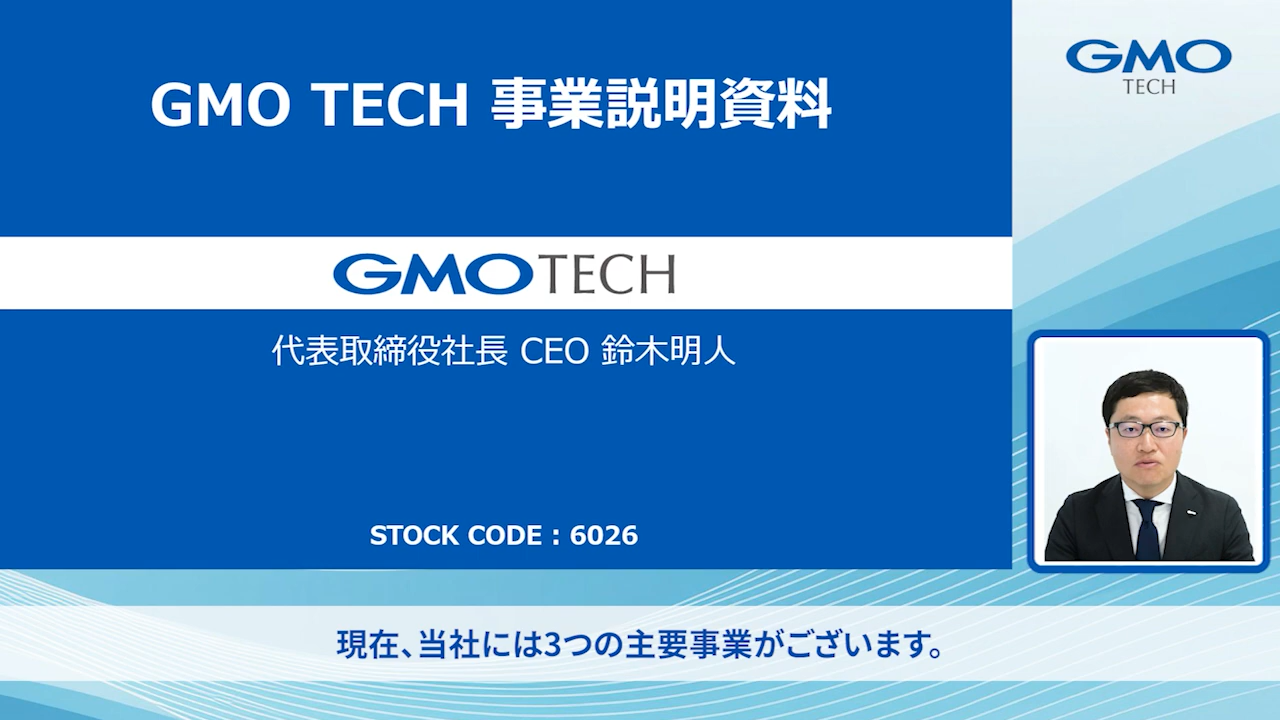 GMO TECH 事業説明資料
GMO TECH
代表取締役社長 CEO 鈴木明人
STOCK CODE : 6026
GMO
TECH
現在、当社には3つの主要事業がございます。